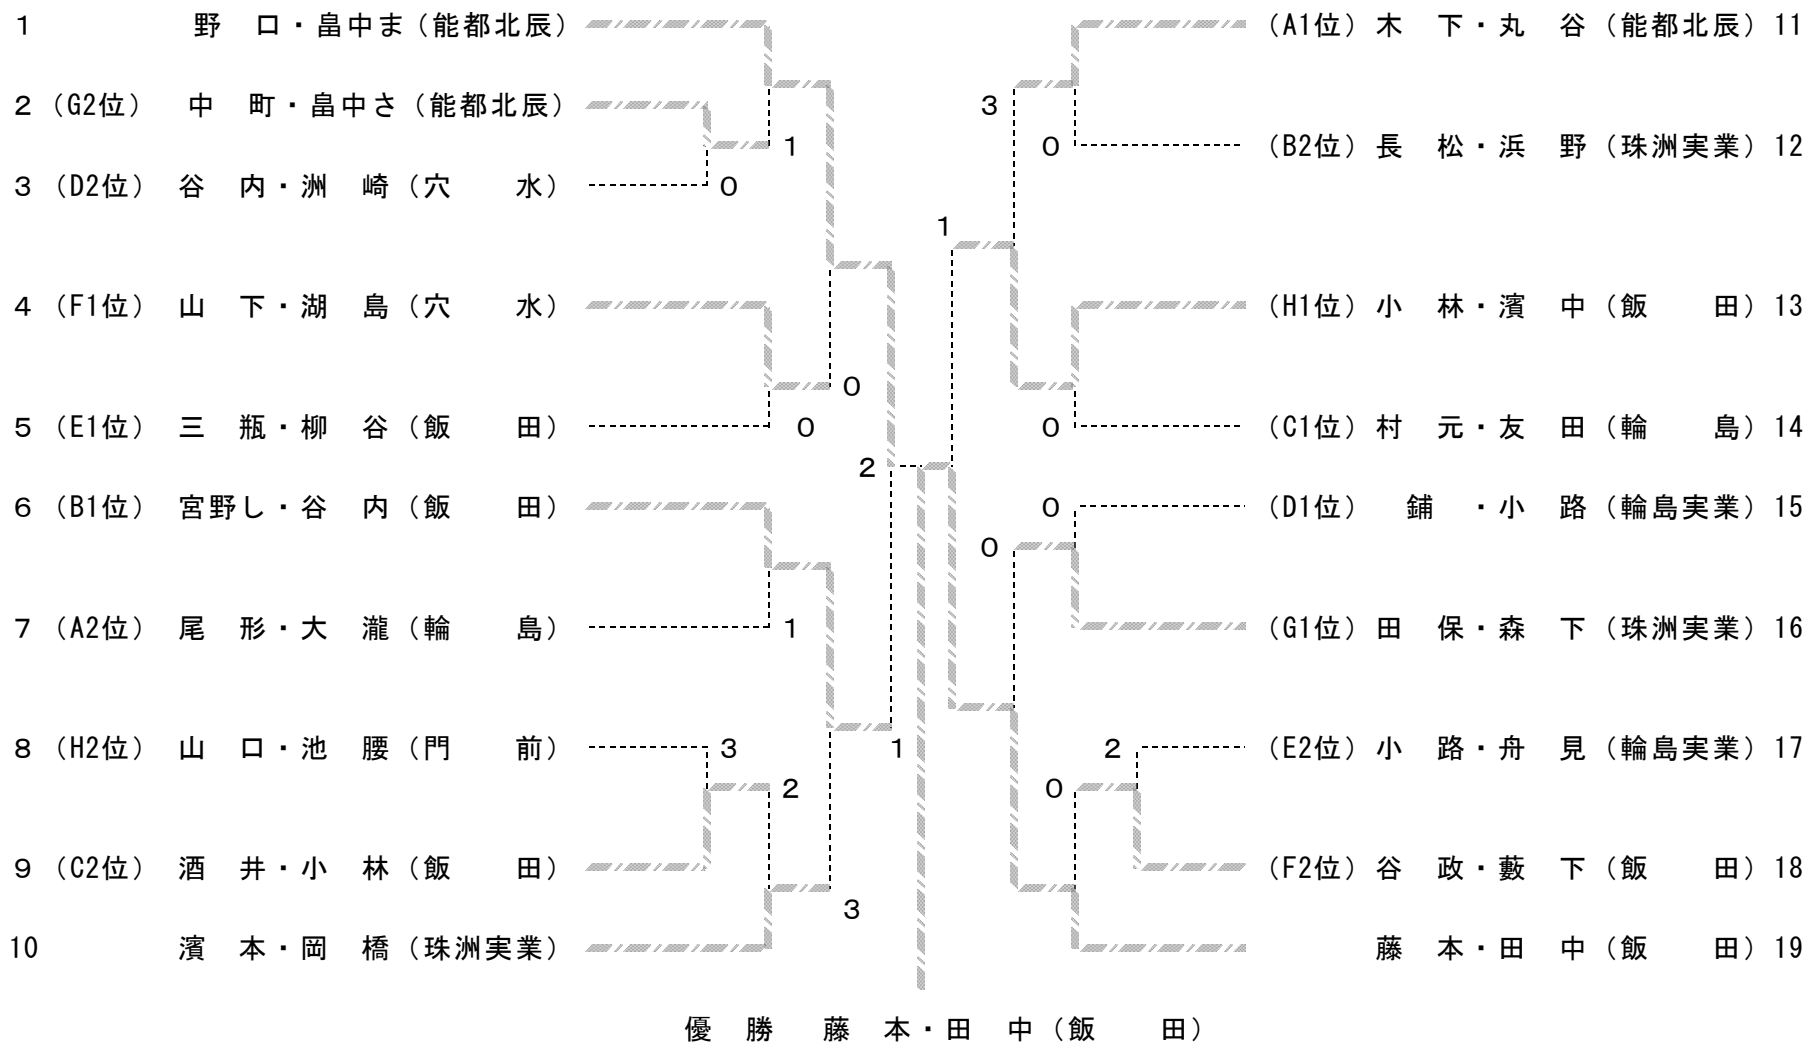 1 野 口・畠中ま（能都北辰）
2 （G2位） 中 町・畠中さ（能都北辰）
1
3 （D2位） 谷 内・洲 崎（穴 水）
0
4 （F1位） 山 下・湖 島（穴 水）
0
5 （E1位） 三 瓶・柳 谷（飯 田）
0
2
6 （B1位） 宮野し・谷 内（飯 田）
7 （A2位） 尾 形・大 瀧（輪 島）
1
8 （H2位） 山 口・池 腰（門 前）
3
1
2
9 （C2位） 酒 井・小 林（飯 田）
3
10 濱 本・岡 橋（珠洲実業）
（A1位） 木 下・丸 谷（能都北辰）11
3
0
（B2位） 長 松・浜 野（珠洲実業）12
1
（H1位） 小 林・濱 中（飯 田）13
0
（C1位） 村 元・友 田（輪 島）14
0
（D1位） 鋪 ・小 路（輪島実業）15
0
（G1位） 田 保・森 下（珠洲実業）16
2
（E2位） 小 路・舟 見（輪島実業）17
0
（F2位） 谷 政・藪 下（飯 田）18
藤 本・田 中（飯 田）19
優 勝 藤 本・田 中（飯 田）